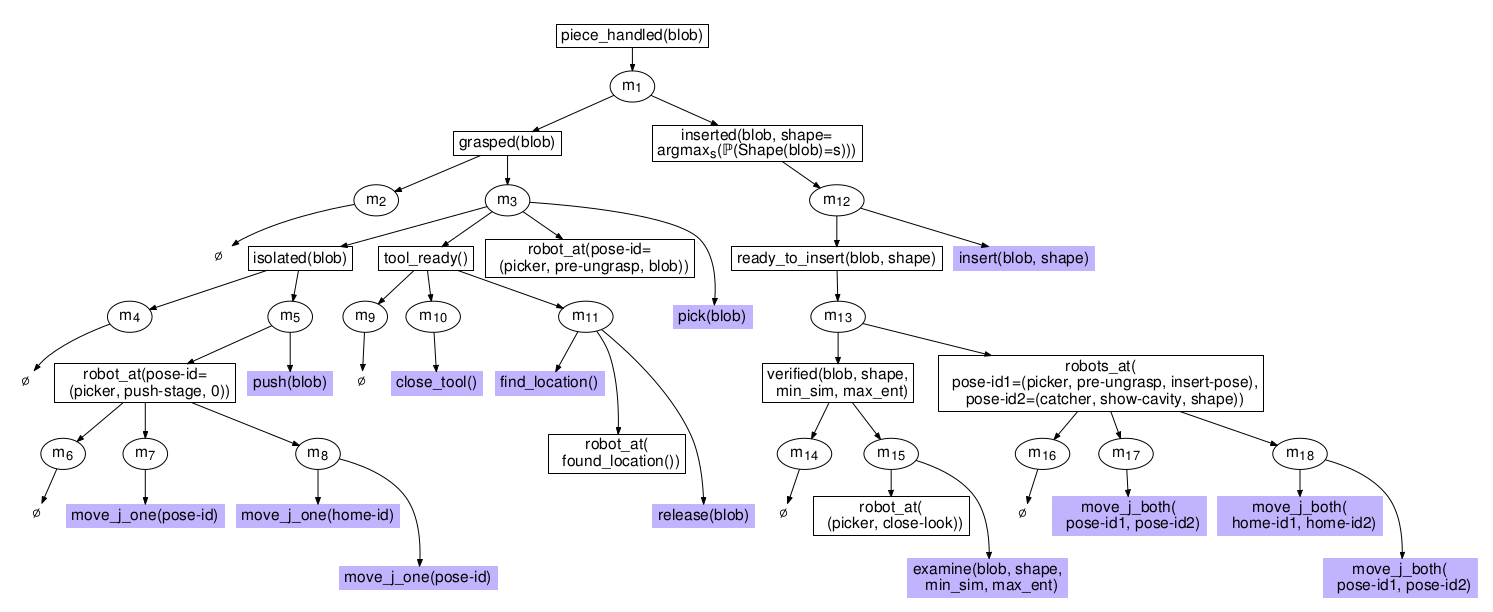 piece_handled(blob)
m1
grasped(blob)
inserted(blob, shape=
argmaxs(ℙ(Shape(blob)=s)))
m2
m3
m12
∅
isolated(blob)
tool_ready()
robot_at(pose-id=
(picker, pre-ungrasp, blob))
ready_to_insert(blob, shape)
insert(blob, shape)
m4
m5
m9
m10
m11
pick(blob)
m13
∅
robot_at(pose-id=
(picker, push-stage, 0))
push(blob)
∅
close_tool()
find_location()
verified(blob, shape,
min_sim, max_ent)
robots_at(
pose-id1=(picker, pre-ungrasp, insert-pose),
pose-id2=(catcher, show-cavity, shape))
m6
m7
m8
robot_at(
found_location())
m14
m15
m16
m17
m18
∅
move_j_one(pose-id)
move_j_one(home-id)
release(blob)
∅
robot_at(
(picker, close-look))
∅
move_j_both(
pose-id1, pose-id2)
move_j_both(
home-id1, home-id2)
move_j_one(pose-id)
examine(blob, shape,
min_sim, max_ent)
move_j_both(
pose-id1, pose-id2)